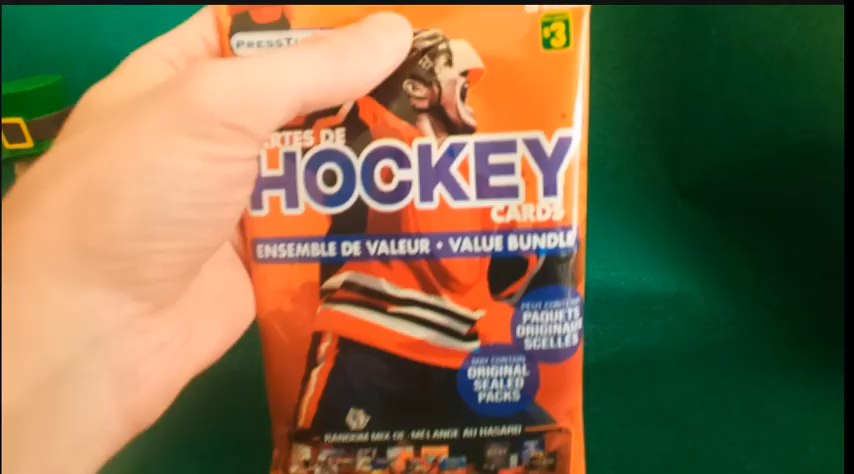 $3
PRESST
RTES DE
HOCKEY
CARDS
ENSEMBLE DE VALEUR • VALUE BUNDLE
PEUT CONTENIR
PAQUETS
ORIGINAUX
SCELLÉS
MAY CONTAIN
ORIGINAL
SEALED
PACKS
RANDOM MIX OF • MÉLANGE AU HASARD